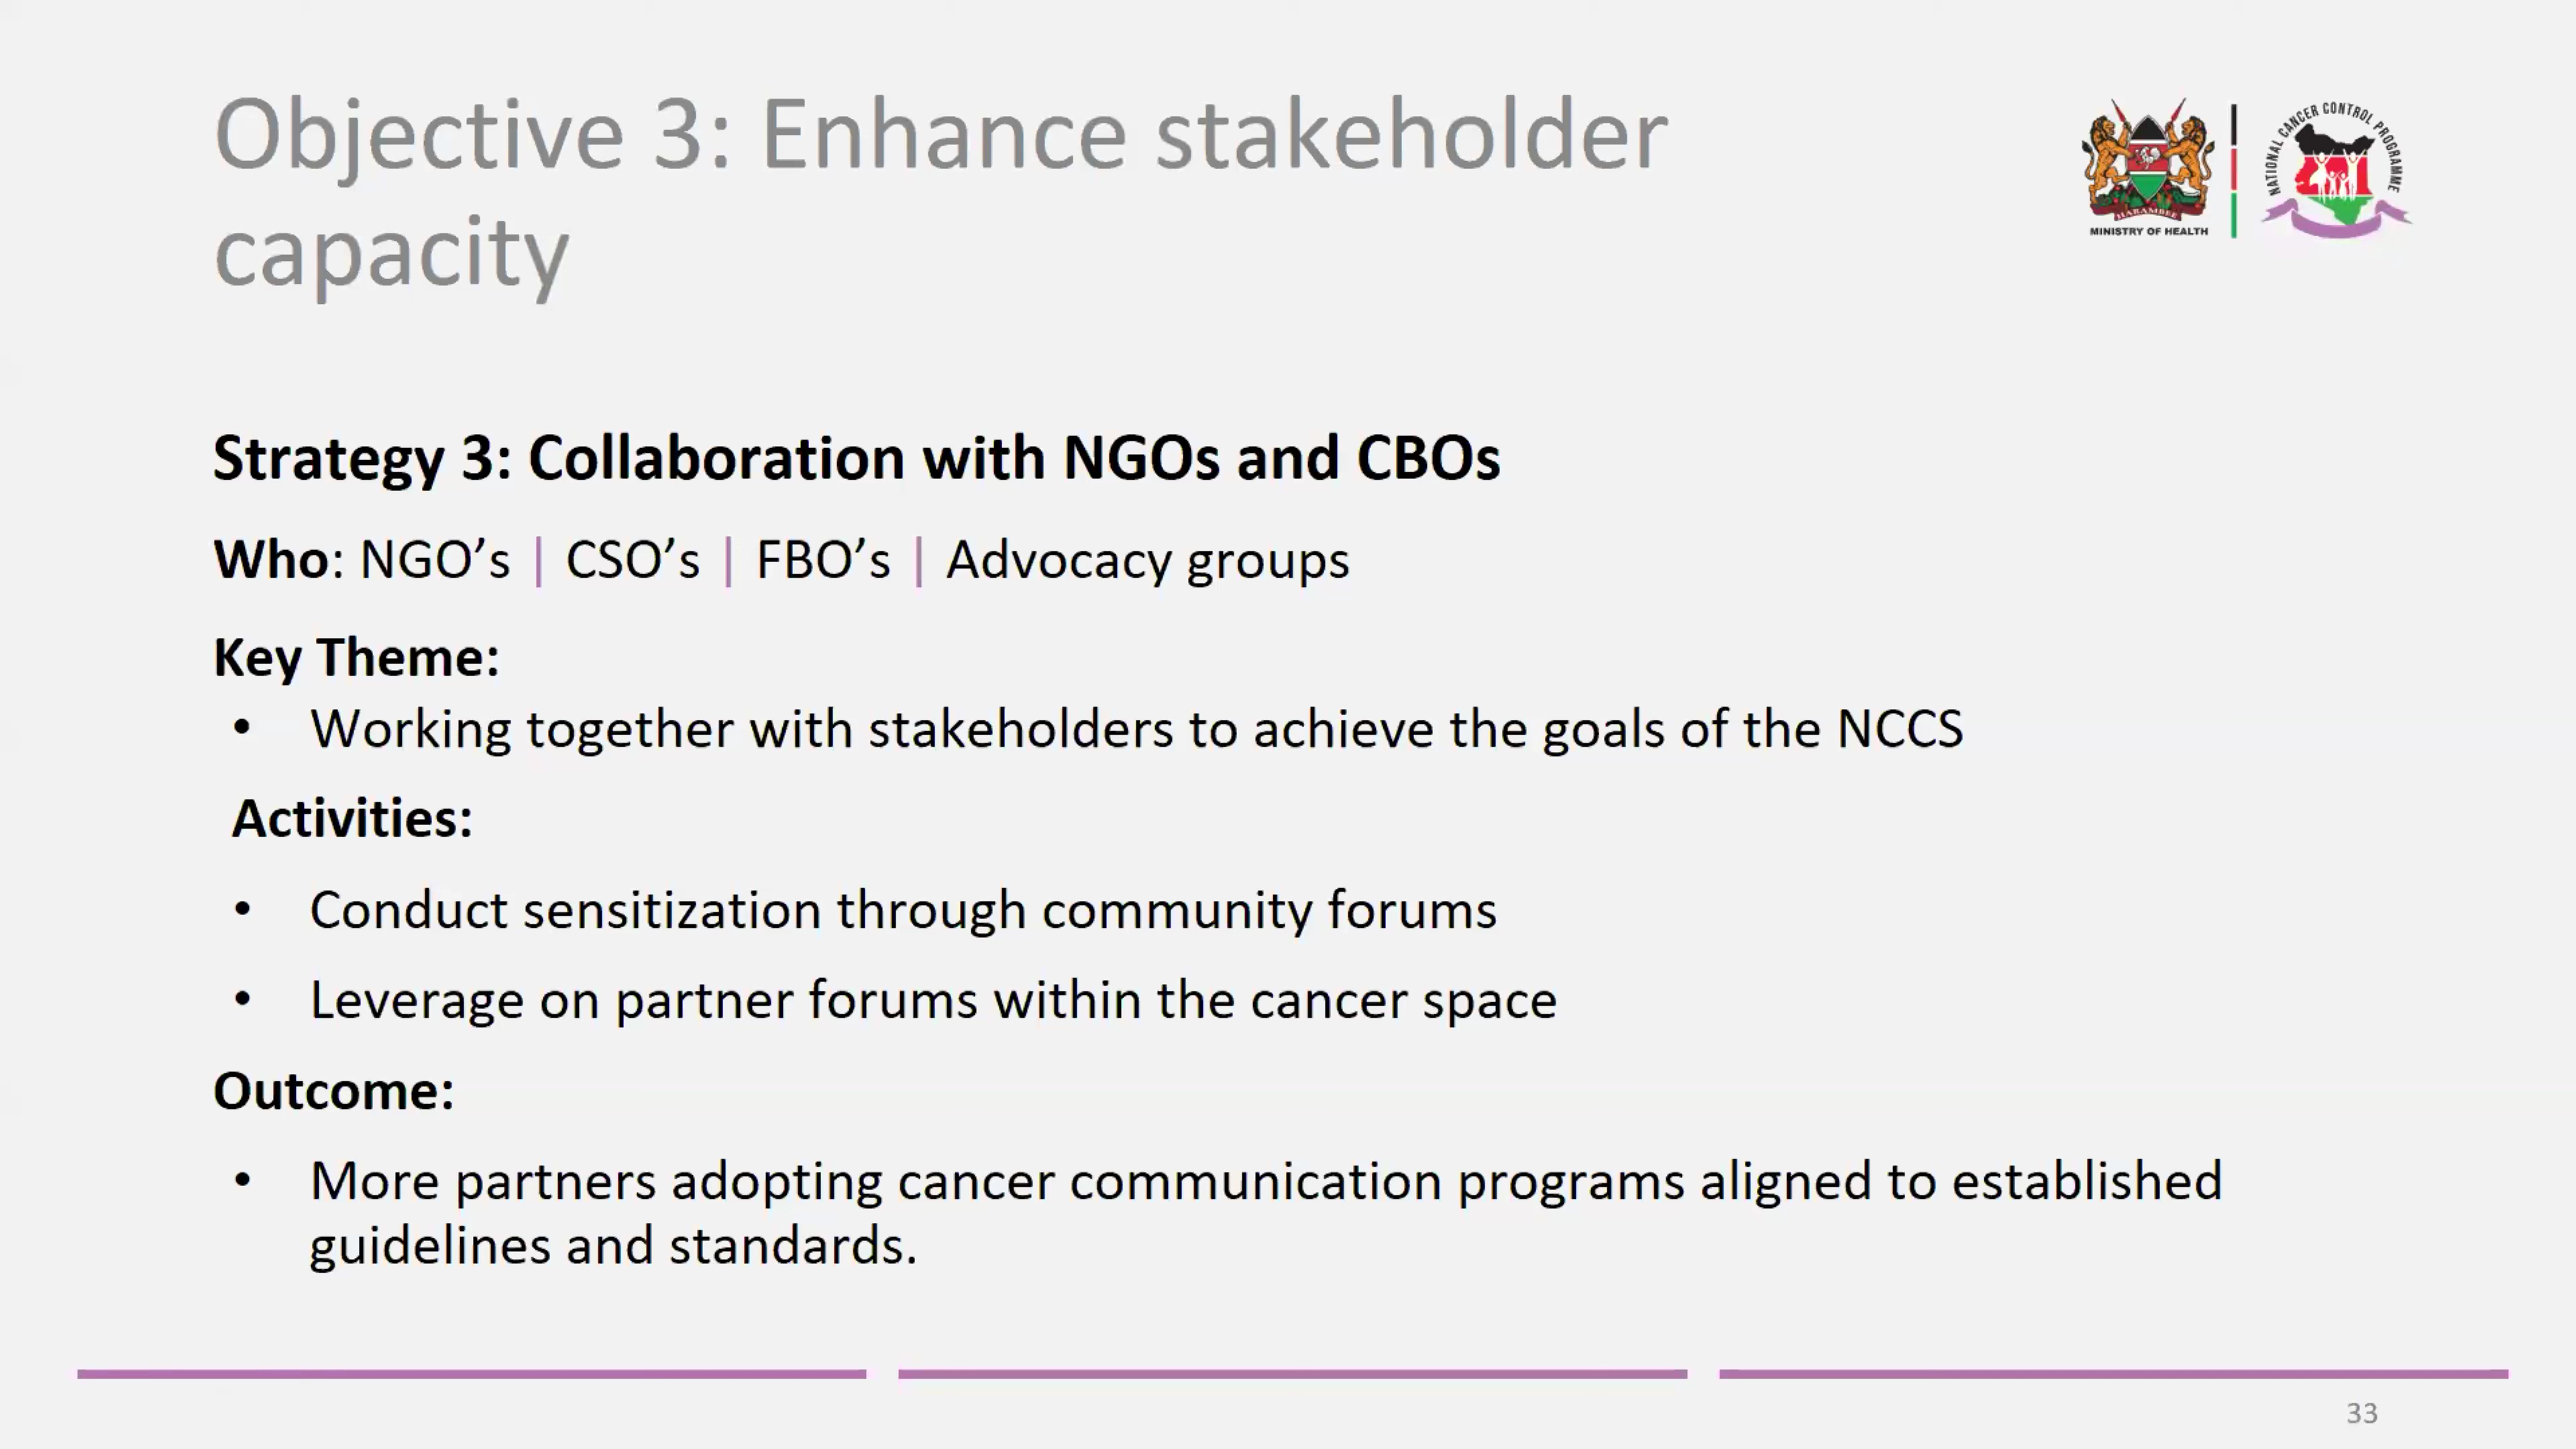 Objective 3: Enhance stakeholder
capacity
HARAMBEE
MINISTRY OF HEALTH
NATIONAL CANCER CONTROL PROGRAMME
Strategy 3: Collaboration with NGOs and CBOs
Who: NGO’s | CSO’s | FBO’s | Advocacy groups
Key Theme:
• Working together with stakeholders to achieve the goals of the NCCS
Activities:
• Conduct sensitization through community forums
• Leverage on partner forums within the cancer space
Outcome:
• More partners adopting cancer communication programs aligned to established
guidelines and standards.
33